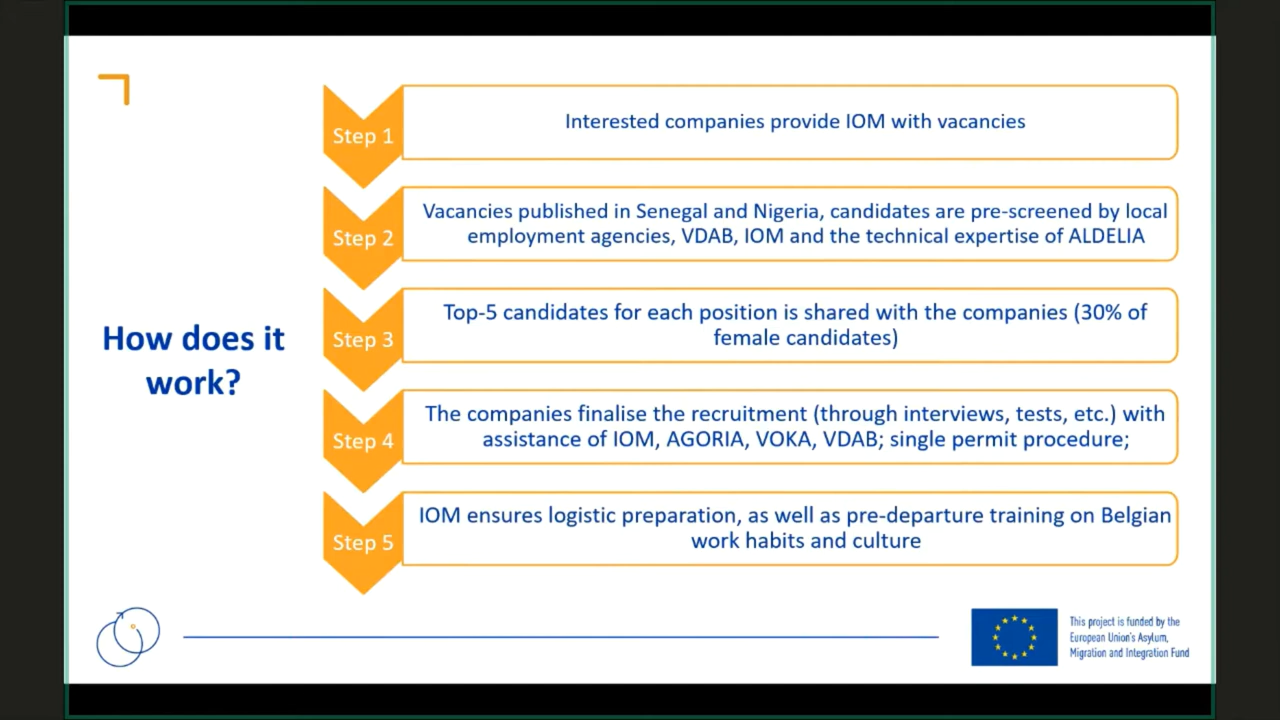 How does it
work?
Step 1
Interested companies provide IOM with vacancies
Step 2
Vacancies published in Senegal and Nigeria, candidates are pre-screened by local
employment agencies, VDAB, IOM and the technical expertise of ALDELIA
Step 3
Top-5 candidates for each position is shared with the companies (30% of
female candidates)
Step 4
The companies finalise the recruitment (through interviews, tests, etc.) with
assistance of IOM, AGORIA, VOKA, VDAB; single permit procedure;
Step 5
IOM ensures logistic preparation, as well as pre-departure training on Belgian
work habits and culture
This project is funded by the
European Union's Asylum,
Migration and Integration Fund